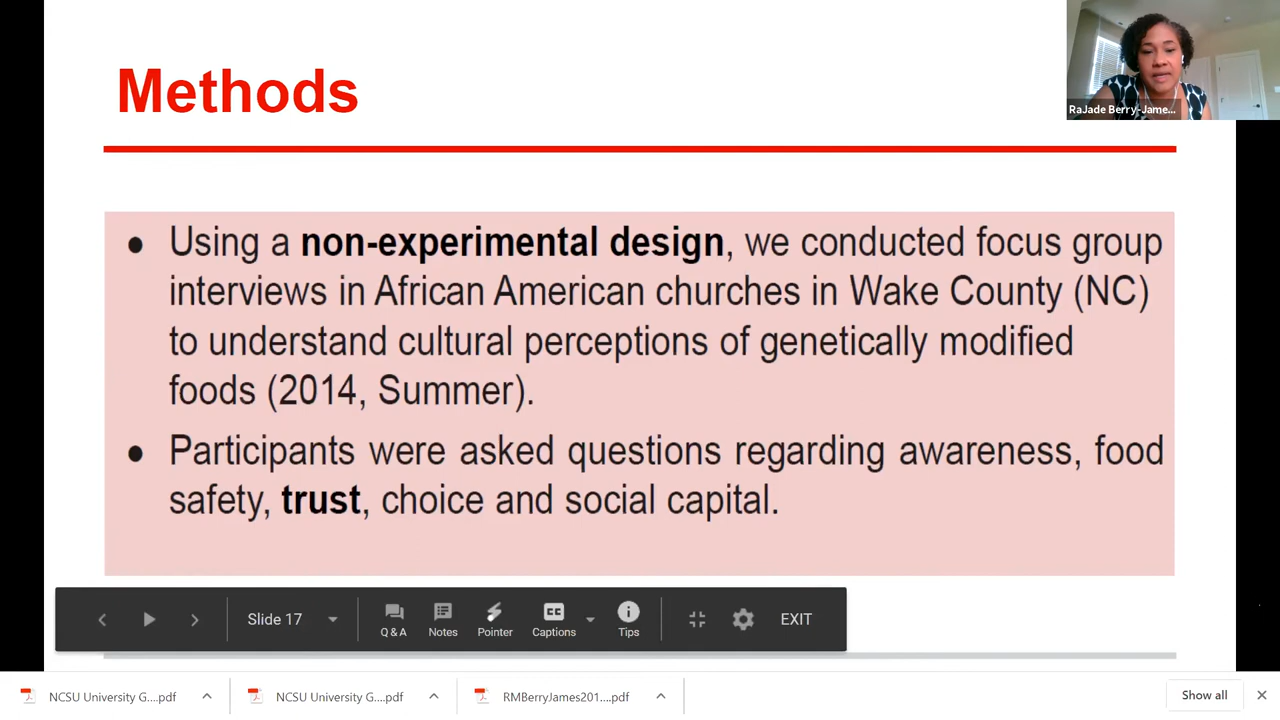 Methods
RaJade Berry-Jame...
● Using a non-experimental design, we conducted focus group
interviews in African American churches in Wake County (NC)
to understand cultural perceptions of genetically modified
foods (2014, Summer).
● Participants were asked questions regarding awareness, food
safety, trust, choice and social capital.
Slide 17
Q & A
Notes
Pointer
CC
Captions
Tips
EXIT
NCSU University G....pdf
NCSU University G....pdf
RMBerryJames201....pdf
Show all